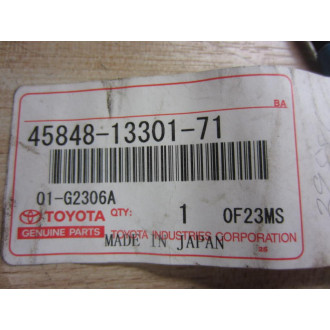 BA
45848-13301-71
01-G2306A
TOYOTA QTY: 1 0F23MS
GENUINE PARTS TOYOTA INDUSTRIES CORPORATION
MADE IN JAPAN